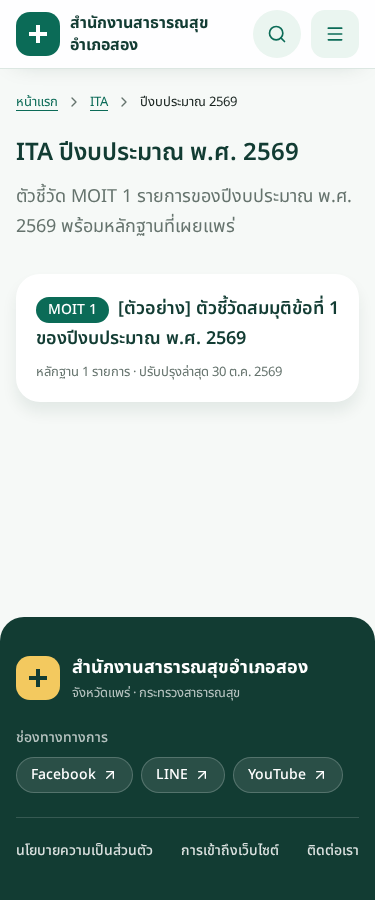 สำนักงานสาธารณสุข
อำเภอสอง
หน้าแรก > ITA > ปีงบประมาณ 2569
ITA ปีงบประมาณ พ.ศ. 2569
ตัวชี้วัด MOIT 1 รายการของปีงบประมาณ พ.ศ.
2569 พร้อมหลักฐานที่เผยแพร่
MOIT 1 [ตัวอย่าง] ตัวชี้วัดสมมุติข้อที่ 1
ของปีงบประมาณ พ.ศ. 2569
หลักฐาน 1 รายการ · ปรับปรุงล่าสุด 30 ต.ค. 2569
สำนักงานสาธารณสุขอำเภอสอง
จังหวัดแพร่ · กระทรวงสาธารณสุข
ช่องทางทางการ
Facebook LINE YouTube
นโยบายความเป็นส่วนตัว การเข้าถึงเว็บไซต์ ติดต่อเรา